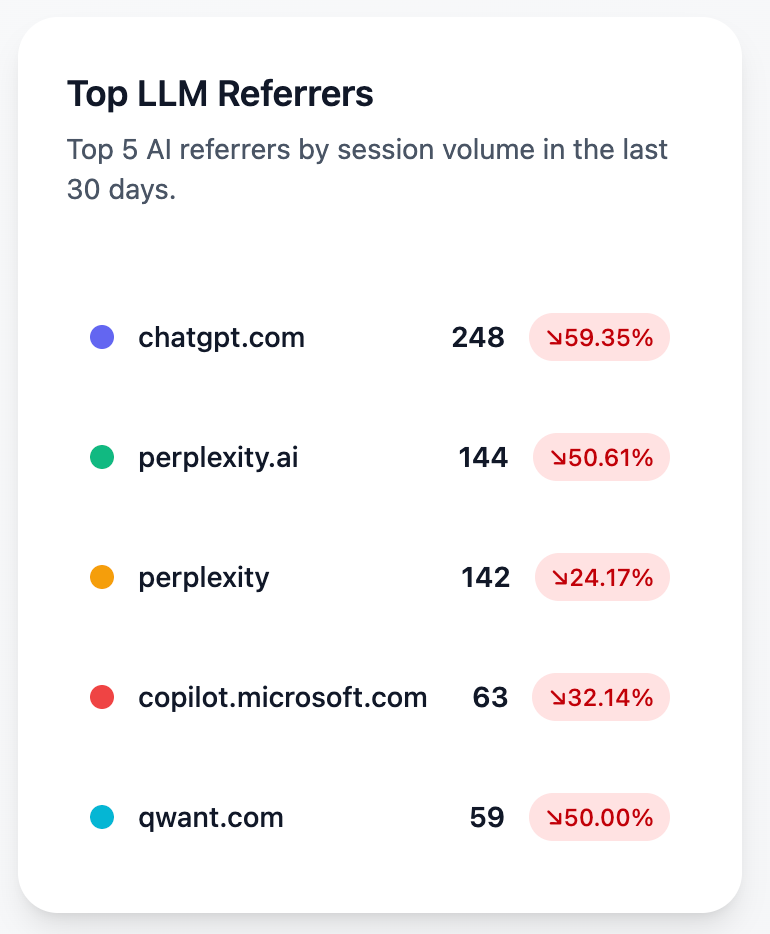 Top LLM Referrers
Top 5 AI referrers by session volume in the last
30 days.
chatgpt.com 248 ↘59.35%
perplexity.ai 144 ↘50.61%
perplexity 142 ↘24.17%
copilot.microsoft.com 63 ↘32.14%
qwant.com 59 ↘50.00%